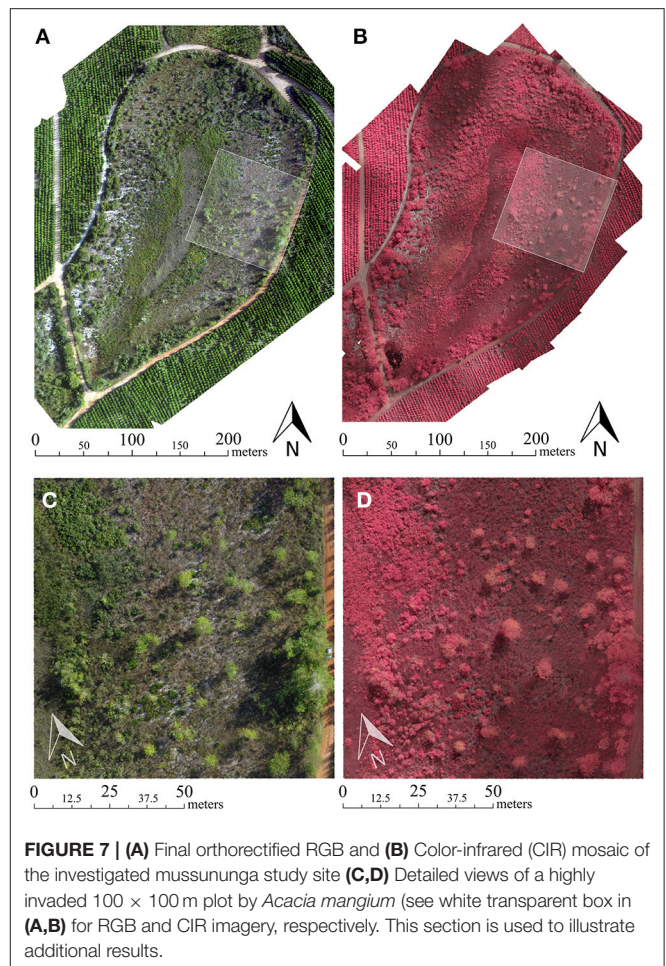 A
B
0 50 100 150 200 meters
N
0 50 100 150 200 meters
N
C
D
N
0 12.5 25 37.5 50 meters
N
0 12.5 25 37.5 50 meters
FIGURE 7 | (A) Final orthorectified RGB and (B) Color-infrared (CIR) mosaic of
the investigated mussununga study site (C,D) Detailed views of a highly
invaded 100 × 100 m plot by Acacia mangium (see white transparent box in
(A,B) for RGB and CIR imagery, respectively. This section is used to illustrate
additional results.